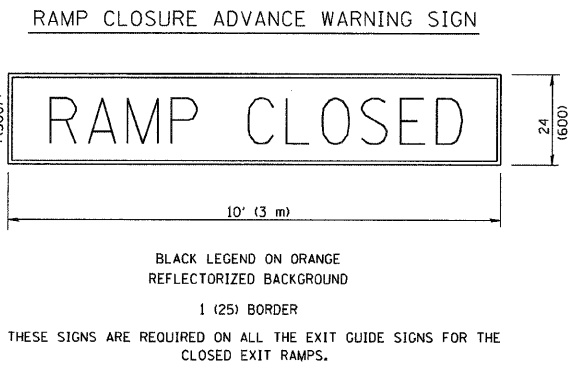 RAMP CLOSURE ADVANCE WARNING SIGN
RAMP CLOSED
24
(600)
10' (3 m)
BLACK LEGEND ON ORANGE
REFLECTORIZED BACKGROUND
1 (25) BORDER
THESE SIGNS ARE REQUIRED ON ALL THE EXIT GUIDE SIGNS FOR THE
CLOSED EXIT RAMPS.